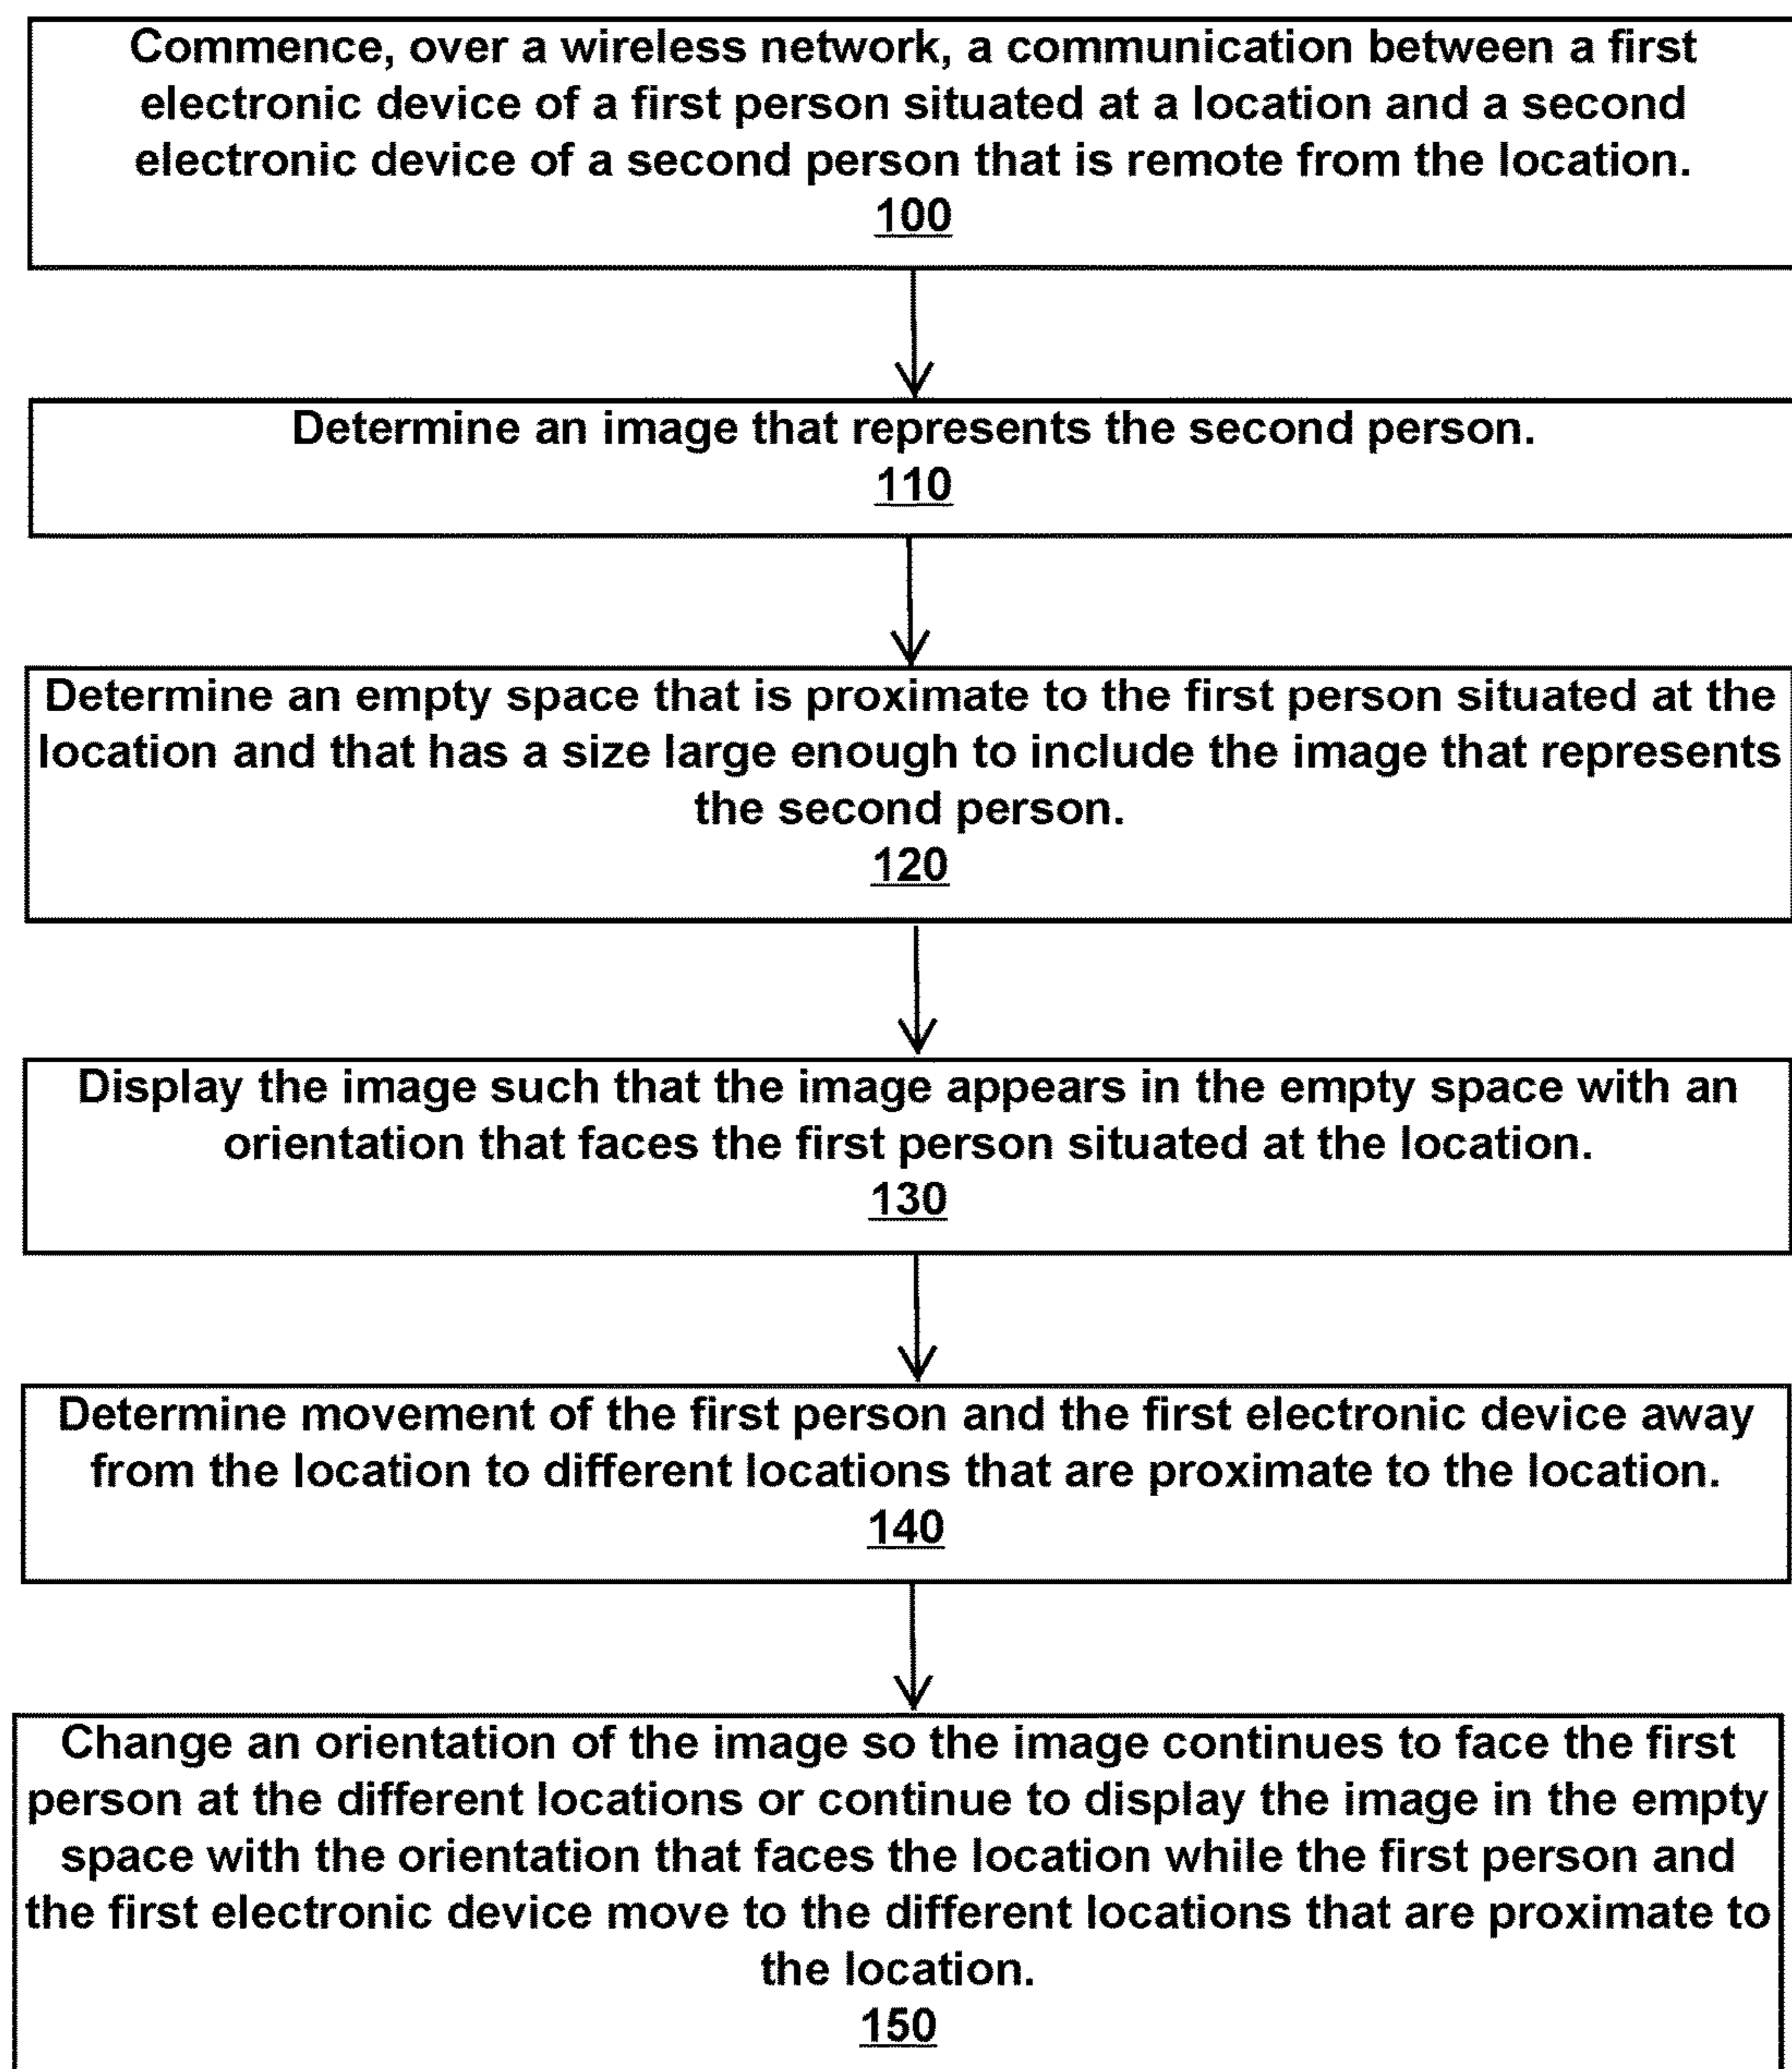 Commence, over a wireless network, a communication between a first
electronic device of a first person situated at a location and a second
electronic device of a second person that is remote from the location.
100
Determine an image that represents the second person.
110
Determine an empty space that is proximate to the first person situated at the
location and that has a size large enough to include the image that represents
the second person.
120
Display the image such that the image appears in the empty space with an
orientation that faces the first person situated at the location.
130
Determine movement of the first person and the first electronic device away
from the location to different locations that are proximate to the location.
140
Change an orientation of the image so the image continues to face the first
person at the different locations or continue to display the image in the empty
space with the orientation that faces the location while the first person and
the first electronic device move to the different locations that are proximate to
the location.
150